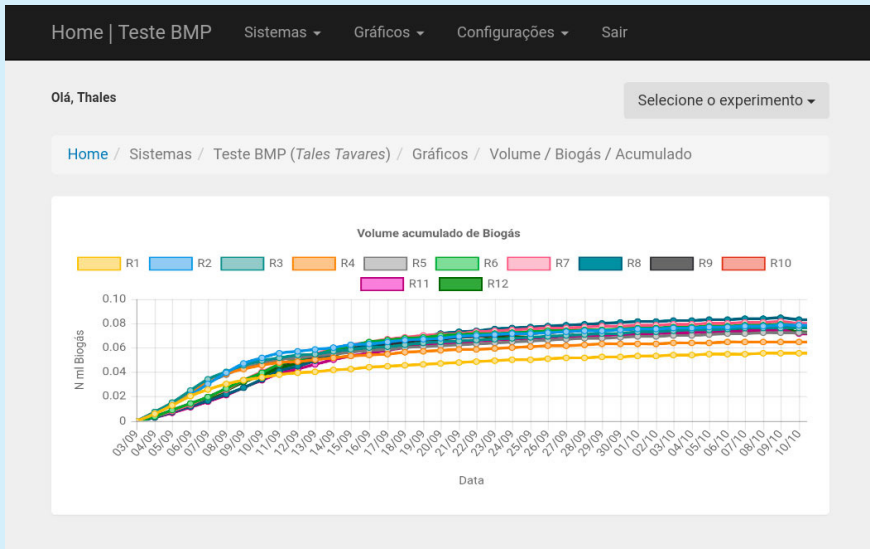 Home | Teste BMP Sistemas Gráficos Configurações Sair
Olá, Thales
Selecione o experimento
Home / Sistemas / Teste BMP (Tales Tavares) / Gráficos / Volume / Biogás / Acumulado
Volume acumulado de Biogás
R1 R2 R3 R4 R5 R6 R7 R8 R9 R10
R11 R12
N ml Biogás
0.10
0.08
0.06
0.04
0.02
0
03/09 04/09 05/09 06/09 07/09 08/09 09/09 10/09 11/09 12/09 13/09 14/09 15/09 16/09 17/09 18/09 19/09 20/09 21/09 22/09 23/09 24/09 25/09 26/09 27/09 28/09 29/09 30/09 01/10 02/10 03/10 04/10 05/10 06/10 07/10 08/10 09/10 10/10
Data